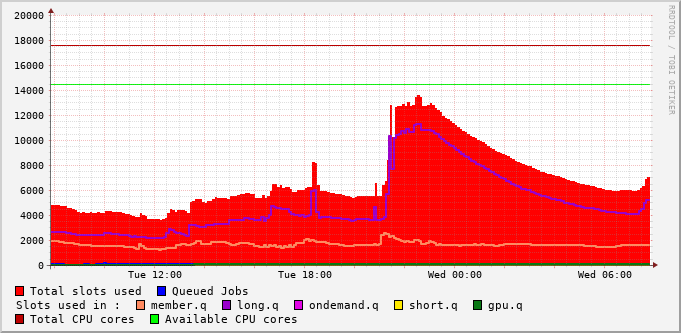 20000
18000
16000
14000
12000
10000
8000
6000
4000
2000
0
Tue 12:00 Tue 18:00 Wed 00:00 Wed 06:00
RRDTOOL / TOBI OETIKER
Total slots used Queued Jobs
Slots used in : member.q long.q ondemand.q short.q gpu.q
Total CPU cores Available CPU cores